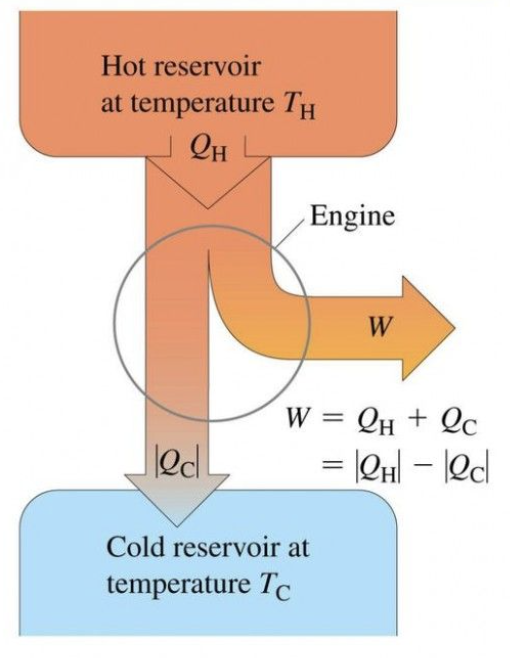 Hot reservoir
at temperature T_H
Q_H
Engine
W
W = Q_H + Q_C
= |Q_H| − |Q_C|
|Q_C|
Cold reservoir at
temperature T_C